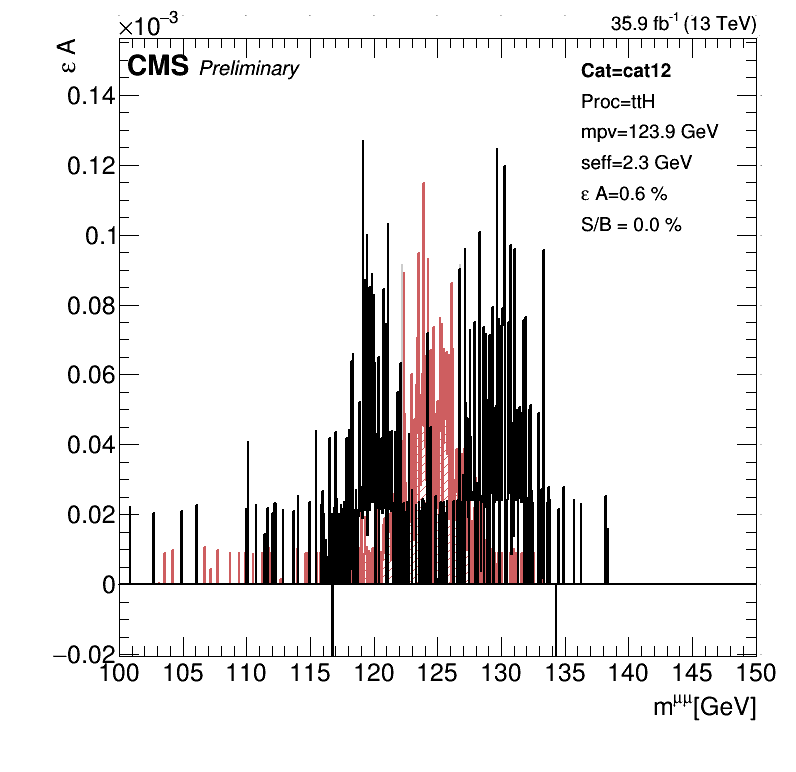 ×10⁻³
35.9 fb⁻¹ (13 TeV)
ε A
CMS Preliminary
Cat=cat12
Proc=ttH
mpv=123.9 GeV
seff=2.3 GeV
ε A=0.6 %
S/B = 0.0 %
0.14
0.12
0.1
0.08
0.06
0.04
0.02
0
−0.02
100 105 110 115 120 125 130 135 140 145 150
m^μμ[GeV]